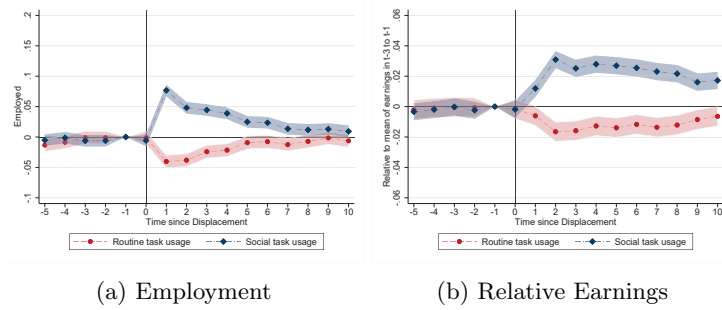 (a)
.2
.15
.1
.05
0
-.05
-.1
Employed
-5 -4 -3 -2 -1 0 1 2 3 4 5 6 7 8 9 10
Time since Displacement
Routine task usage Social task usage
(a) Employment
(b)
.06
.04
.02
0
-.02
-.04
-.06
Relative to mean of earnings in t-3 to t-1
-5 -4 -3 -2 -1 0 1 2 3 4 5 6 7 8 9 10
Time since Displacement
Routine task usage Social task usage
(b) Relative Earnings